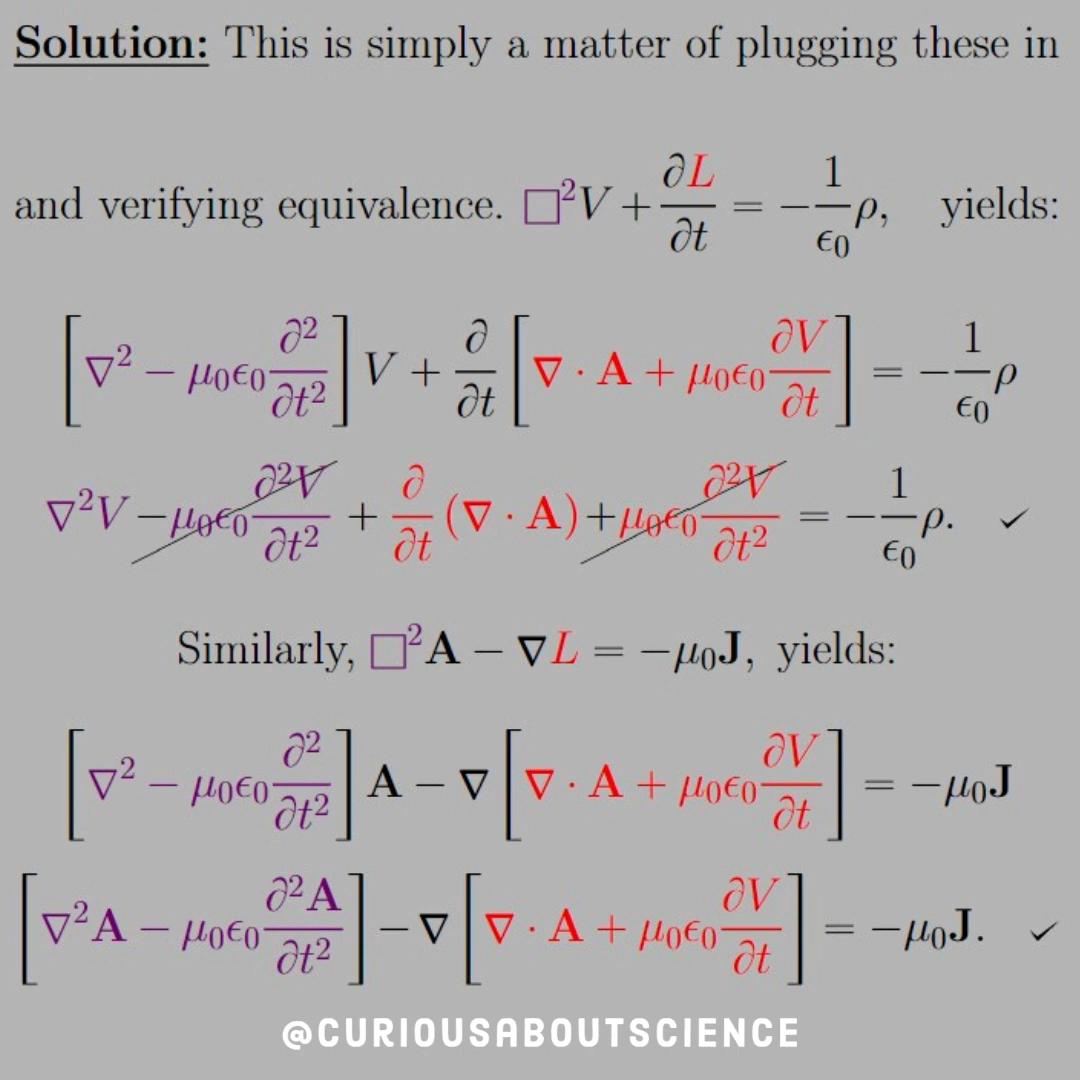 Solution: This is simply a matter of plugging these in
and verifying equivalence. □²V + ∂L/∂t = −1/ϵ₀ ρ, yields:
[∇² − μ₀ϵ₀ ∂²/∂t²] V + ∂/∂t [∇ · A + μ₀ϵ₀ ∂V/∂t] = −1/ϵ₀ ρ
∇²V − μ₀ϵ₀ ∂²V/∂t² + ∂/∂t (∇ · A) + μ₀ϵ₀ ∂²V/∂t² = −1/ϵ₀ ρ. ✓
Similarly, □²A − ∇L = −μ₀J, yields:
[∇² − μ₀ϵ₀ ∂²/∂t²] A − ∇ [∇ · A + μ₀ϵ₀ ∂V/∂t] = −μ₀J
[∇²A − μ₀ϵ₀ ∂²A/∂t²] − ∇ [∇ · A + μ₀ϵ₀ ∂V/∂t] = −μ₀J. ✓
@CURIOUSABOUTSCIENCE